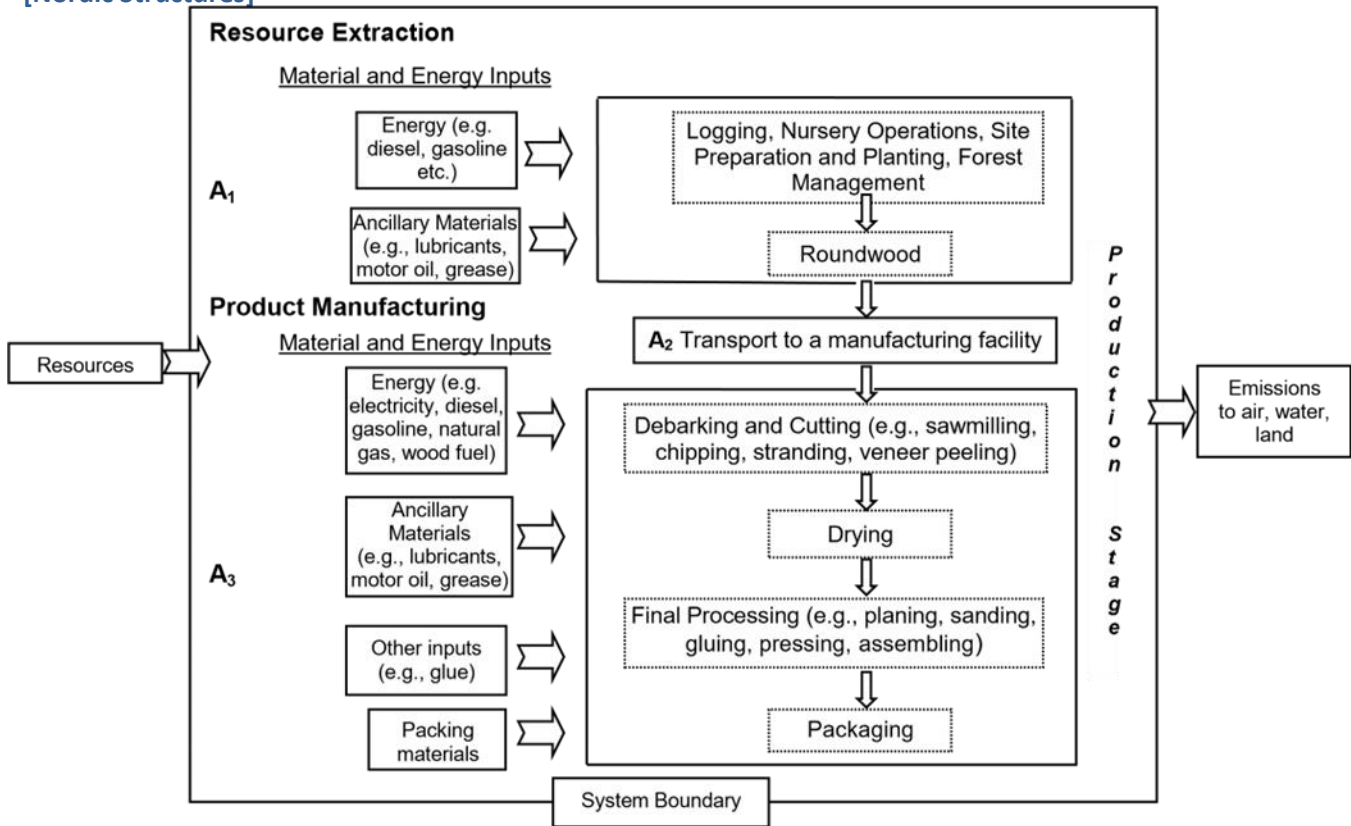 [Nordic Structures]
Resource Extraction
Material and Energy Inputs
Energy (e.g.
diesel, gasoline
etc.)
Logging, Nursery Operations, Site
Preparation and Planting, Forest
Management
A1
Ancillary Materials
(e.g., lubricants,
motor oil, grease)
Roundwood
Product Manufacturing
Material and Energy Inputs
A2 Transport to a manufacturing facility
Resources
Energy (e.g.
electricity, diesel,
gasoline, natural
gas, wood fuel)
Debarking and Cutting (e.g., sawmilling,
chipping, stranding, veneer peeling)
Production Stage
Emissions
to air, water,
land
Ancillary
Materials
(e.g., lubricants,
motor oil, grease)
Drying
A3
Other inputs
(e.g., glue)
Final Processing (e.g., planing, sanding,
gluing, pressing, assembling)
Packing
materials
Packaging
System Boundary